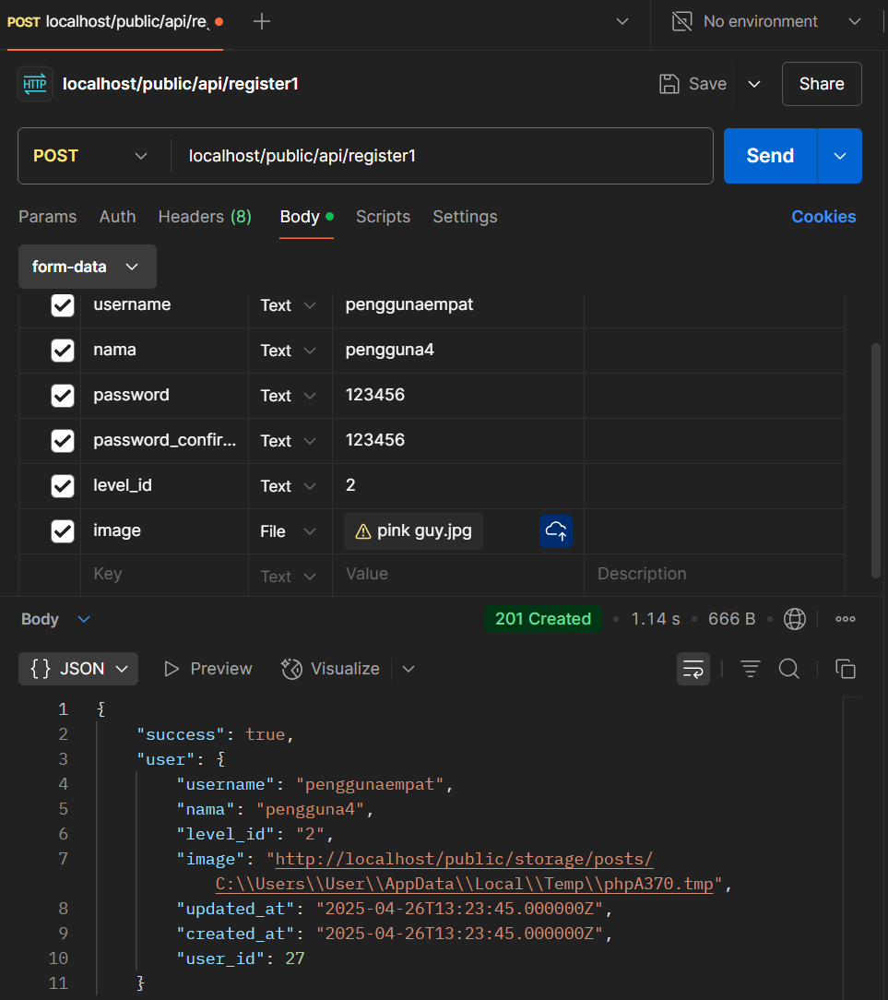 POST localhost/public/api/re
No environment
HTTP localhost/public/api/register1
Save
Share
POST localhost/public/api/register1
Send
Params Auth Headers (8) Body Scripts Settings Cookies
form-data
username Text penggunaempat
nama Text pengguna4
password Text 123456
password_confir... Text 123456
level_id Text 2
image File pink guy.jpg
Key Text Value Description
Body 201 Created • 1.14 s • 666 B •
{} JSON Preview Visualize
1 {
2 "success": true,
3 "user": {
4 "username": "penggunaempat",
5 "nama": "pengguna4",
6 "level_id": "2",
7 "image": "http://localhost/public/storage/posts/
C:\\Users\\User\\AppData\\Local\\Temp\\phpA370.tmp",
8 "updated_at": "2025-04-26T13:23:45.000000Z",
9 "created_at": "2025-04-26T13:23:45.000000Z",
10 "user_id": 27
11 }